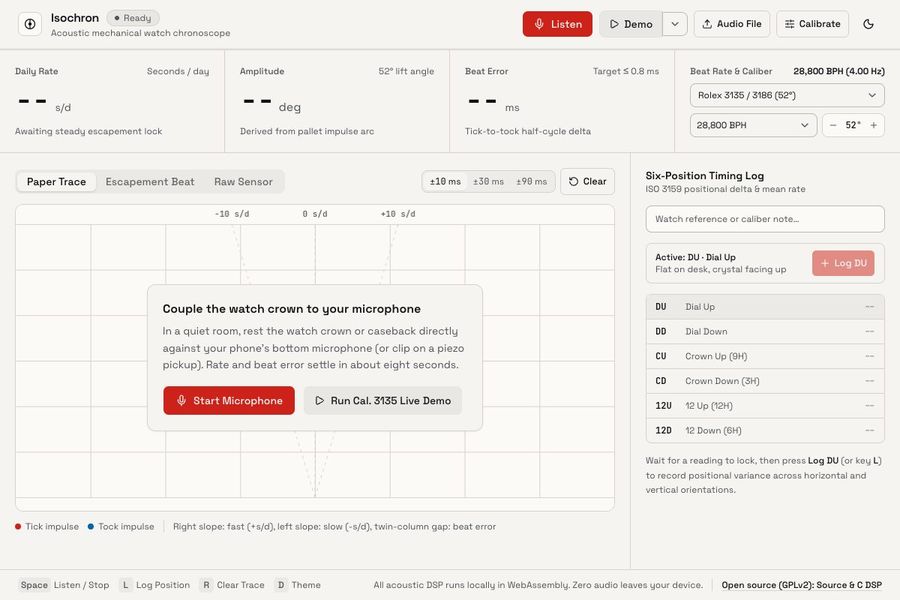 Isochron
Ready
Acoustic mechanical watch chronoscope
Listen
Demo
Audio File
Calibrate
Daily Rate
Seconds / day
-- s/d
Awaiting steady escapement lock
Amplitude
52° lift angle
-- deg
Derived from pallet impulse arc
Beat Error
Target ≤ 0.8 ms
-- ms
Tick-to-tock half-cycle delta
Beat Rate & Caliber
28,800 BPH (4.00 Hz)
Rolex 3135 / 3186 (52°)
28,800 BPH
− 52° +
Paper Trace
Escapement Beat
Raw Sensor
±10 ms
±30 ms
±90 ms
Clear
-10 s/d
0 s/d
+10 s/d
Couple the watch crown to your microphone
In a quiet room, rest the watch crown or caseback directly
against your phone's bottom microphone (or clip on a piezo
pickup). Rate and beat error settle in about eight seconds.
Start Microphone
Run Cal. 3135 Live Demo
Tick impulse
Tock impulse
Right slope: fast (+s/d), left slope: slow (-s/d), twin-column gap: beat error
Six-Position Timing Log
ISO 3159 positional delta & mean rate
Watch reference or caliber note…
Active: DU · Dial Up
Flat on desk, crystal facing up
+ Log DU
DU Dial Up --
DD Dial Down --
CU Crown Up (9H) --
CD Crown Down (3H) --
12U 12 Up (12H) --
12D 12 Down (6H) --
Wait for a reading to lock, then press Log DU (or key L)
to record positional variance across horizontal and
vertical orientations.
Space Listen / Stop
L Log Position
R Clear Trace
D Theme
All acoustic DSP runs locally in WebAssembly. Zero audio leaves your device.
Open source (GPLv2): Source & C DSP